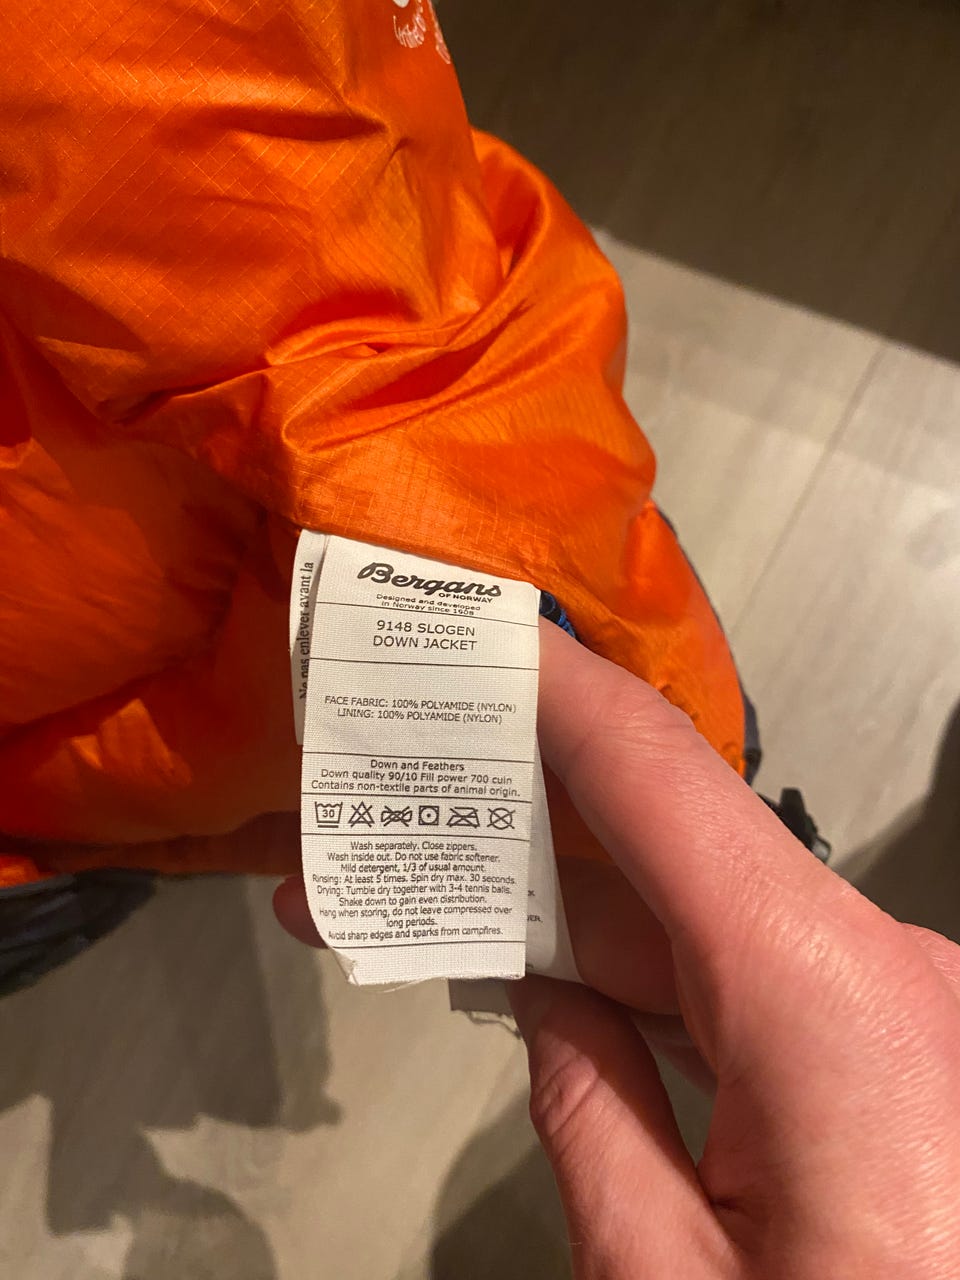 Ne pas enlever avant la
Bergans
OF NORWAY
Designed and developed
in Norway since 1908
9148 SLOGEN
DOWN JACKET
FACE FABRIC: 100% POLYAMIDE (NYLON)
LINING: 100% POLYAMIDE (NYLON)
Down and Feathers
Down quality 90/10 Fill power 700 cuin
Contains non-textile parts of animal origin.
30
Wash separately. Close zippers.
Wash inside out. Do not use fabric softener.
Mild detergent, 1/3 of usual amount.
Rinsing: At least 5 times. Spin dry max. 30 seconds.
Drying: Tumble dry together with 3-4 tennis balls.
Shake down to gain even distribution.
Hang when storing, do not leave compressed over
long periods.
Avoid sharp edges and sparks from campfires.